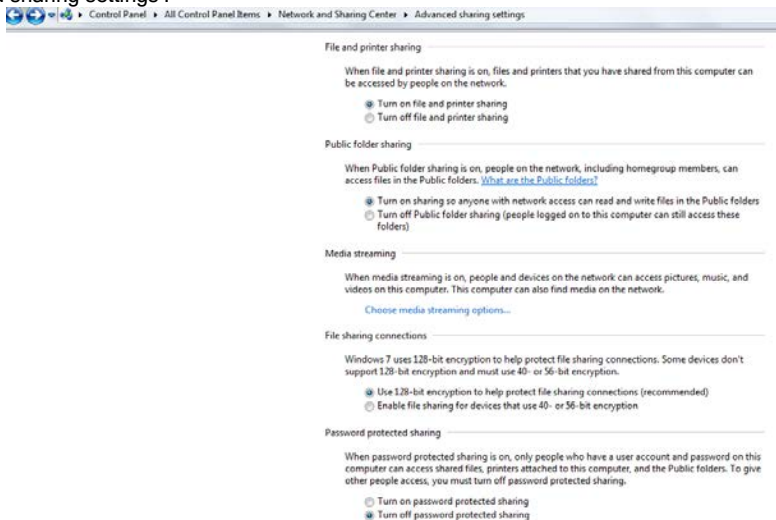 sharing settings .
Control Panel ▸ All Control Panel Items ▸ Network and Sharing Center ▸ Advanced sharing settings
File and printer sharing
When file and printer sharing is on, files and printers that you have shared from this computer can
be accessed by people on the network.
Turn on file and printer sharing
Turn off file and printer sharing
Public folder sharing
When Public folder sharing is on, people on the network, including homegroup members, can
access files in the Public folders. What are the Public folders?
Turn on sharing so anyone with network access can read and write files in the Public folders
Turn off Public folder sharing (people logged on to this computer can still access these
folders)
Media streaming
When media streaming is on, people and devices on the network can access pictures, music, and
videos on this computer. This computer can also find media on the network.
Choose media streaming options...
File sharing connections
Windows 7 uses 128-bit encryption to help protect file sharing connections. Some devices don't
support 128-bit encryption and must use 40- or 56-bit encryption.
Use 128-bit encryption to help protect file sharing connections (recommended)
Enable file sharing for devices that use 40- or 56-bit encryption
Password protected sharing
When password protected sharing is on, only people who have a user account and password on this
computer can access shared files, printers attached to this computer, and the Public folders. To give
other people access, you must turn off password protected sharing.
Turn on password protected sharing
Turn off password protected sharing